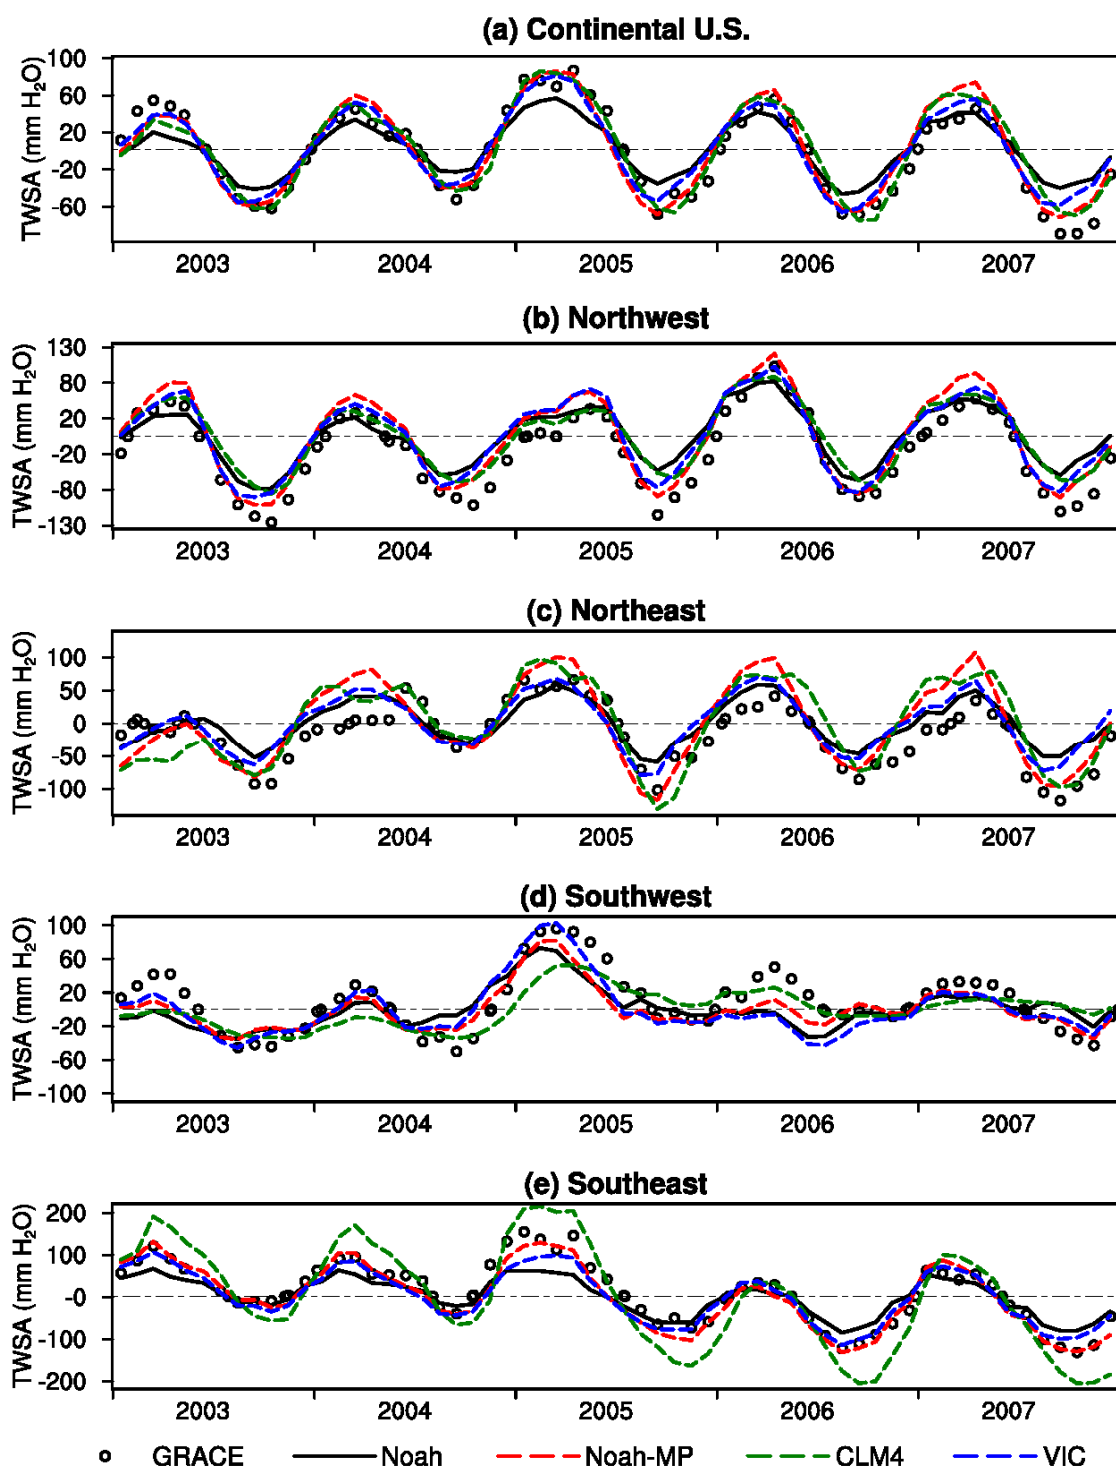 (a) Continental U.S.
TWSA (mm H₂O)
100
60
20
-20
-60
2003 2004 2005 2006 2007
(b) Northwest
TWSA (mm H₂O)
130
80
20
-20
-80
-130
2003 2004 2005 2006 2007
(c) Northeast
TWSA (mm H₂O)
100
50
0
-50
-100
2003 2004 2005 2006 2007
(d) Southwest
TWSA (mm H₂O)
100
60
20
-20
-60
-100
2003 2004 2005 2006 2007
(e) Southeast
TWSA (mm H₂O)
200
100
-0
-100
-200
2003 2004 2005 2006 2007
GRACE Noah Noah-MP CLM4 VIC